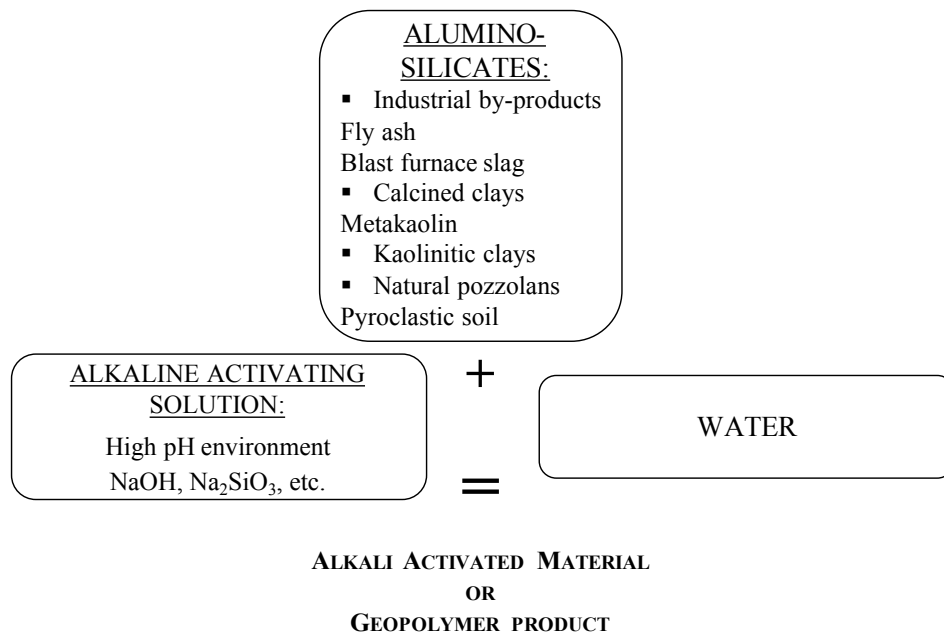 ALUMINO-
SILICATES:
▪ Industrial by-products
Fly ash
Blast furnace slag
▪ Calcined clays
Metakaolin
▪ Kaolinitic clays
▪ Natural pozzolans
Pyroclastic soil
+
ALKALINE ACTIVATING
SOLUTION:
High pH environment
NaOH, Na₂SiO₃, etc.
WATER
=
ALKALI ACTIVATED MATERIAL
OR
GEOPOLYMER PRODUCT